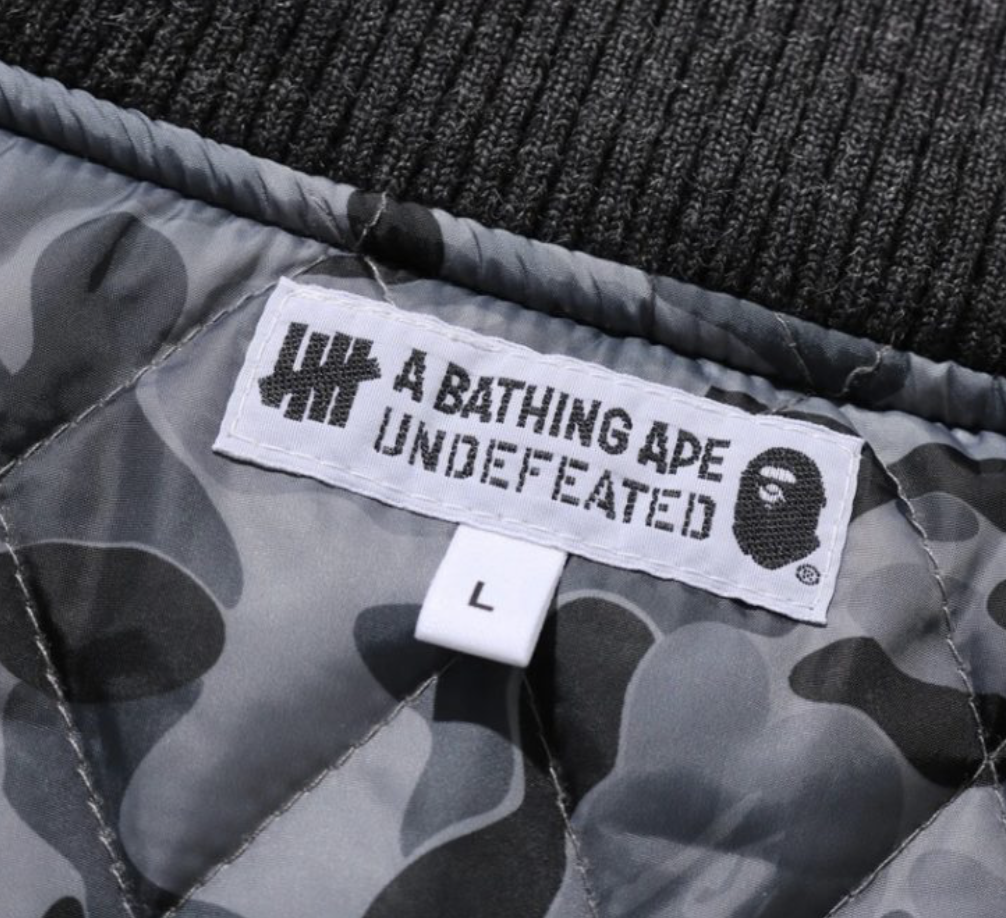 A BATHING APE
UNDEFEATED
®
L